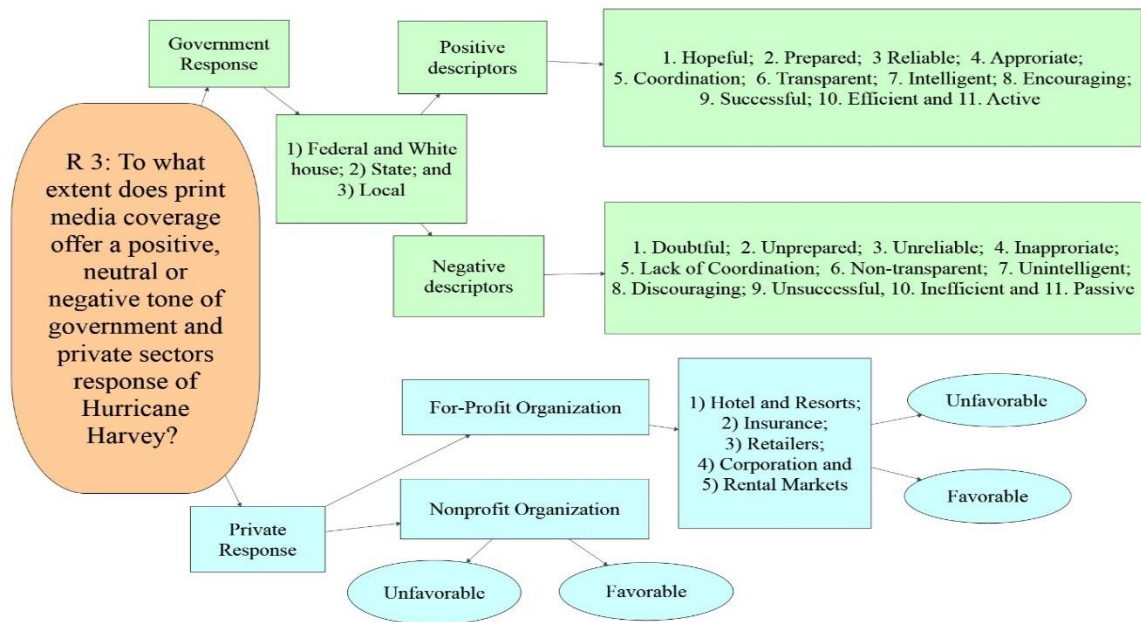 R 3: To what
extent does print
media coverage
offer a positive,
neutral or
negative tone of
government and
private sectors
response of
Hurricane
Harvey?
Government
Response
1) Federal and White
house; 2) State; and
3) Local
Positive
descriptors
1. Hopeful; 2. Prepared; 3 Reliable; 4. Approriate;
5. Coordination; 6. Transparent; 7. Intelligent; 8. Encouraging;
9. Successful; 10. Efficient and 11. Active
Negative
descriptors
1. Doubtful; 2. Unprepared; 3. Unreliable; 4. Inapproriate;
5. Lack of Coordination; 6. Non-transparent; 7. Unintelligent;
8. Discouraging; 9. Unsuccessful, 10. Inefficient and 11. Passive
Private
Response
For-Profit Organization
1) Hotel and Resorts;
2) Insurance;
3) Retailers;
4) Corporation and
5) Rental Markets
Unfavorable
Favorable
Nonprofit Organization
Unfavorable
Favorable